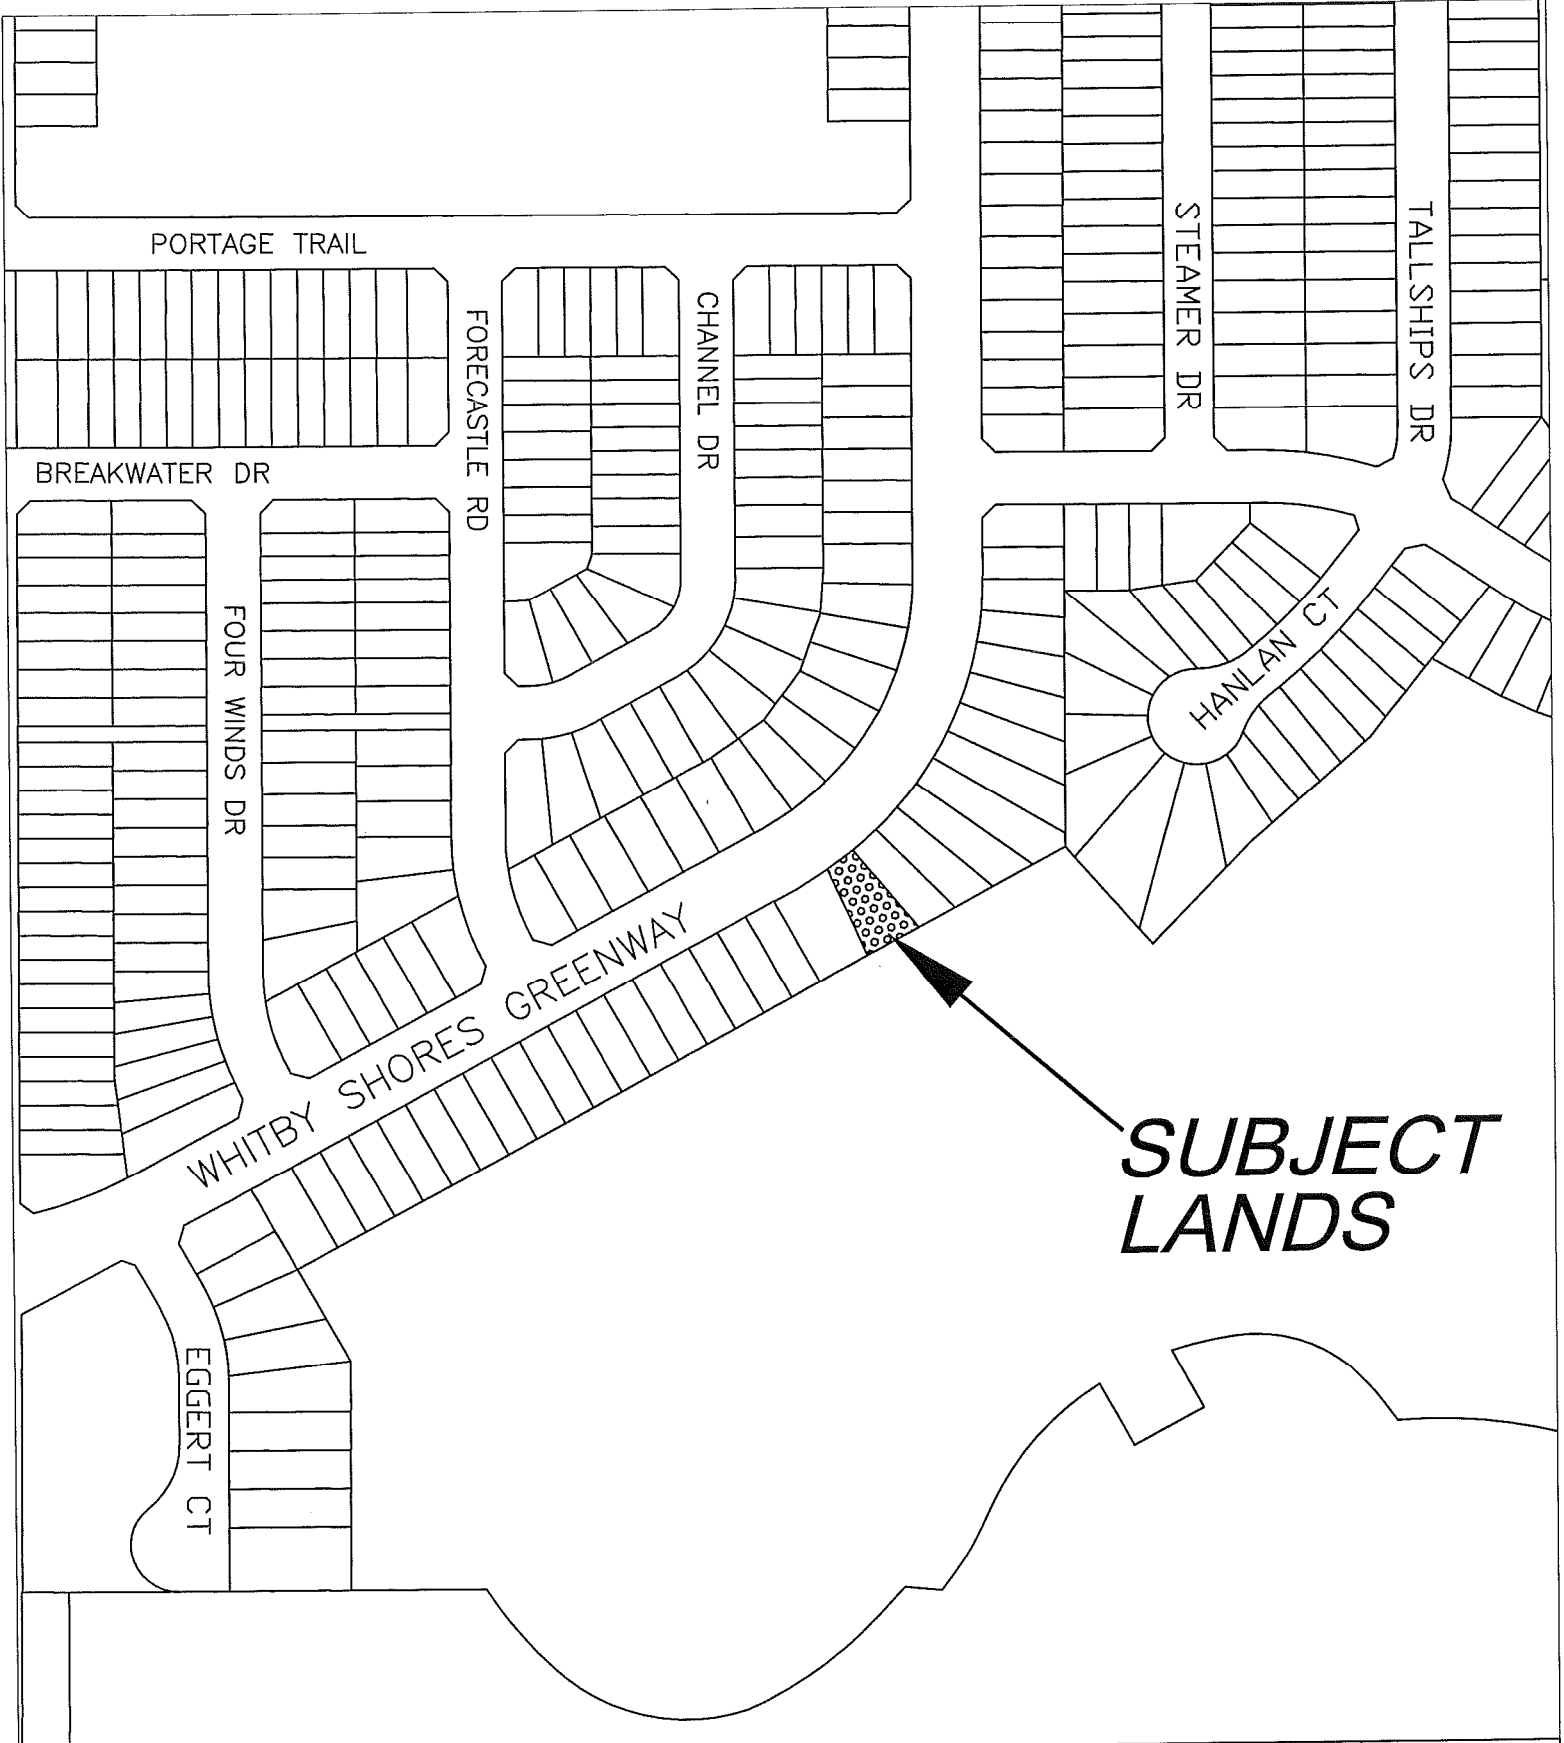 PORTAGE TRAIL
STEAMER DR
TALLSHIPS DR
CHANNEL DR
FORECASTLE RD
BREAKWATER DR
FOUR WINDS DR
HANLAN CT
WHITBY SHORES GREENWAY
SUBJECT
LANDS
EGGERT CT